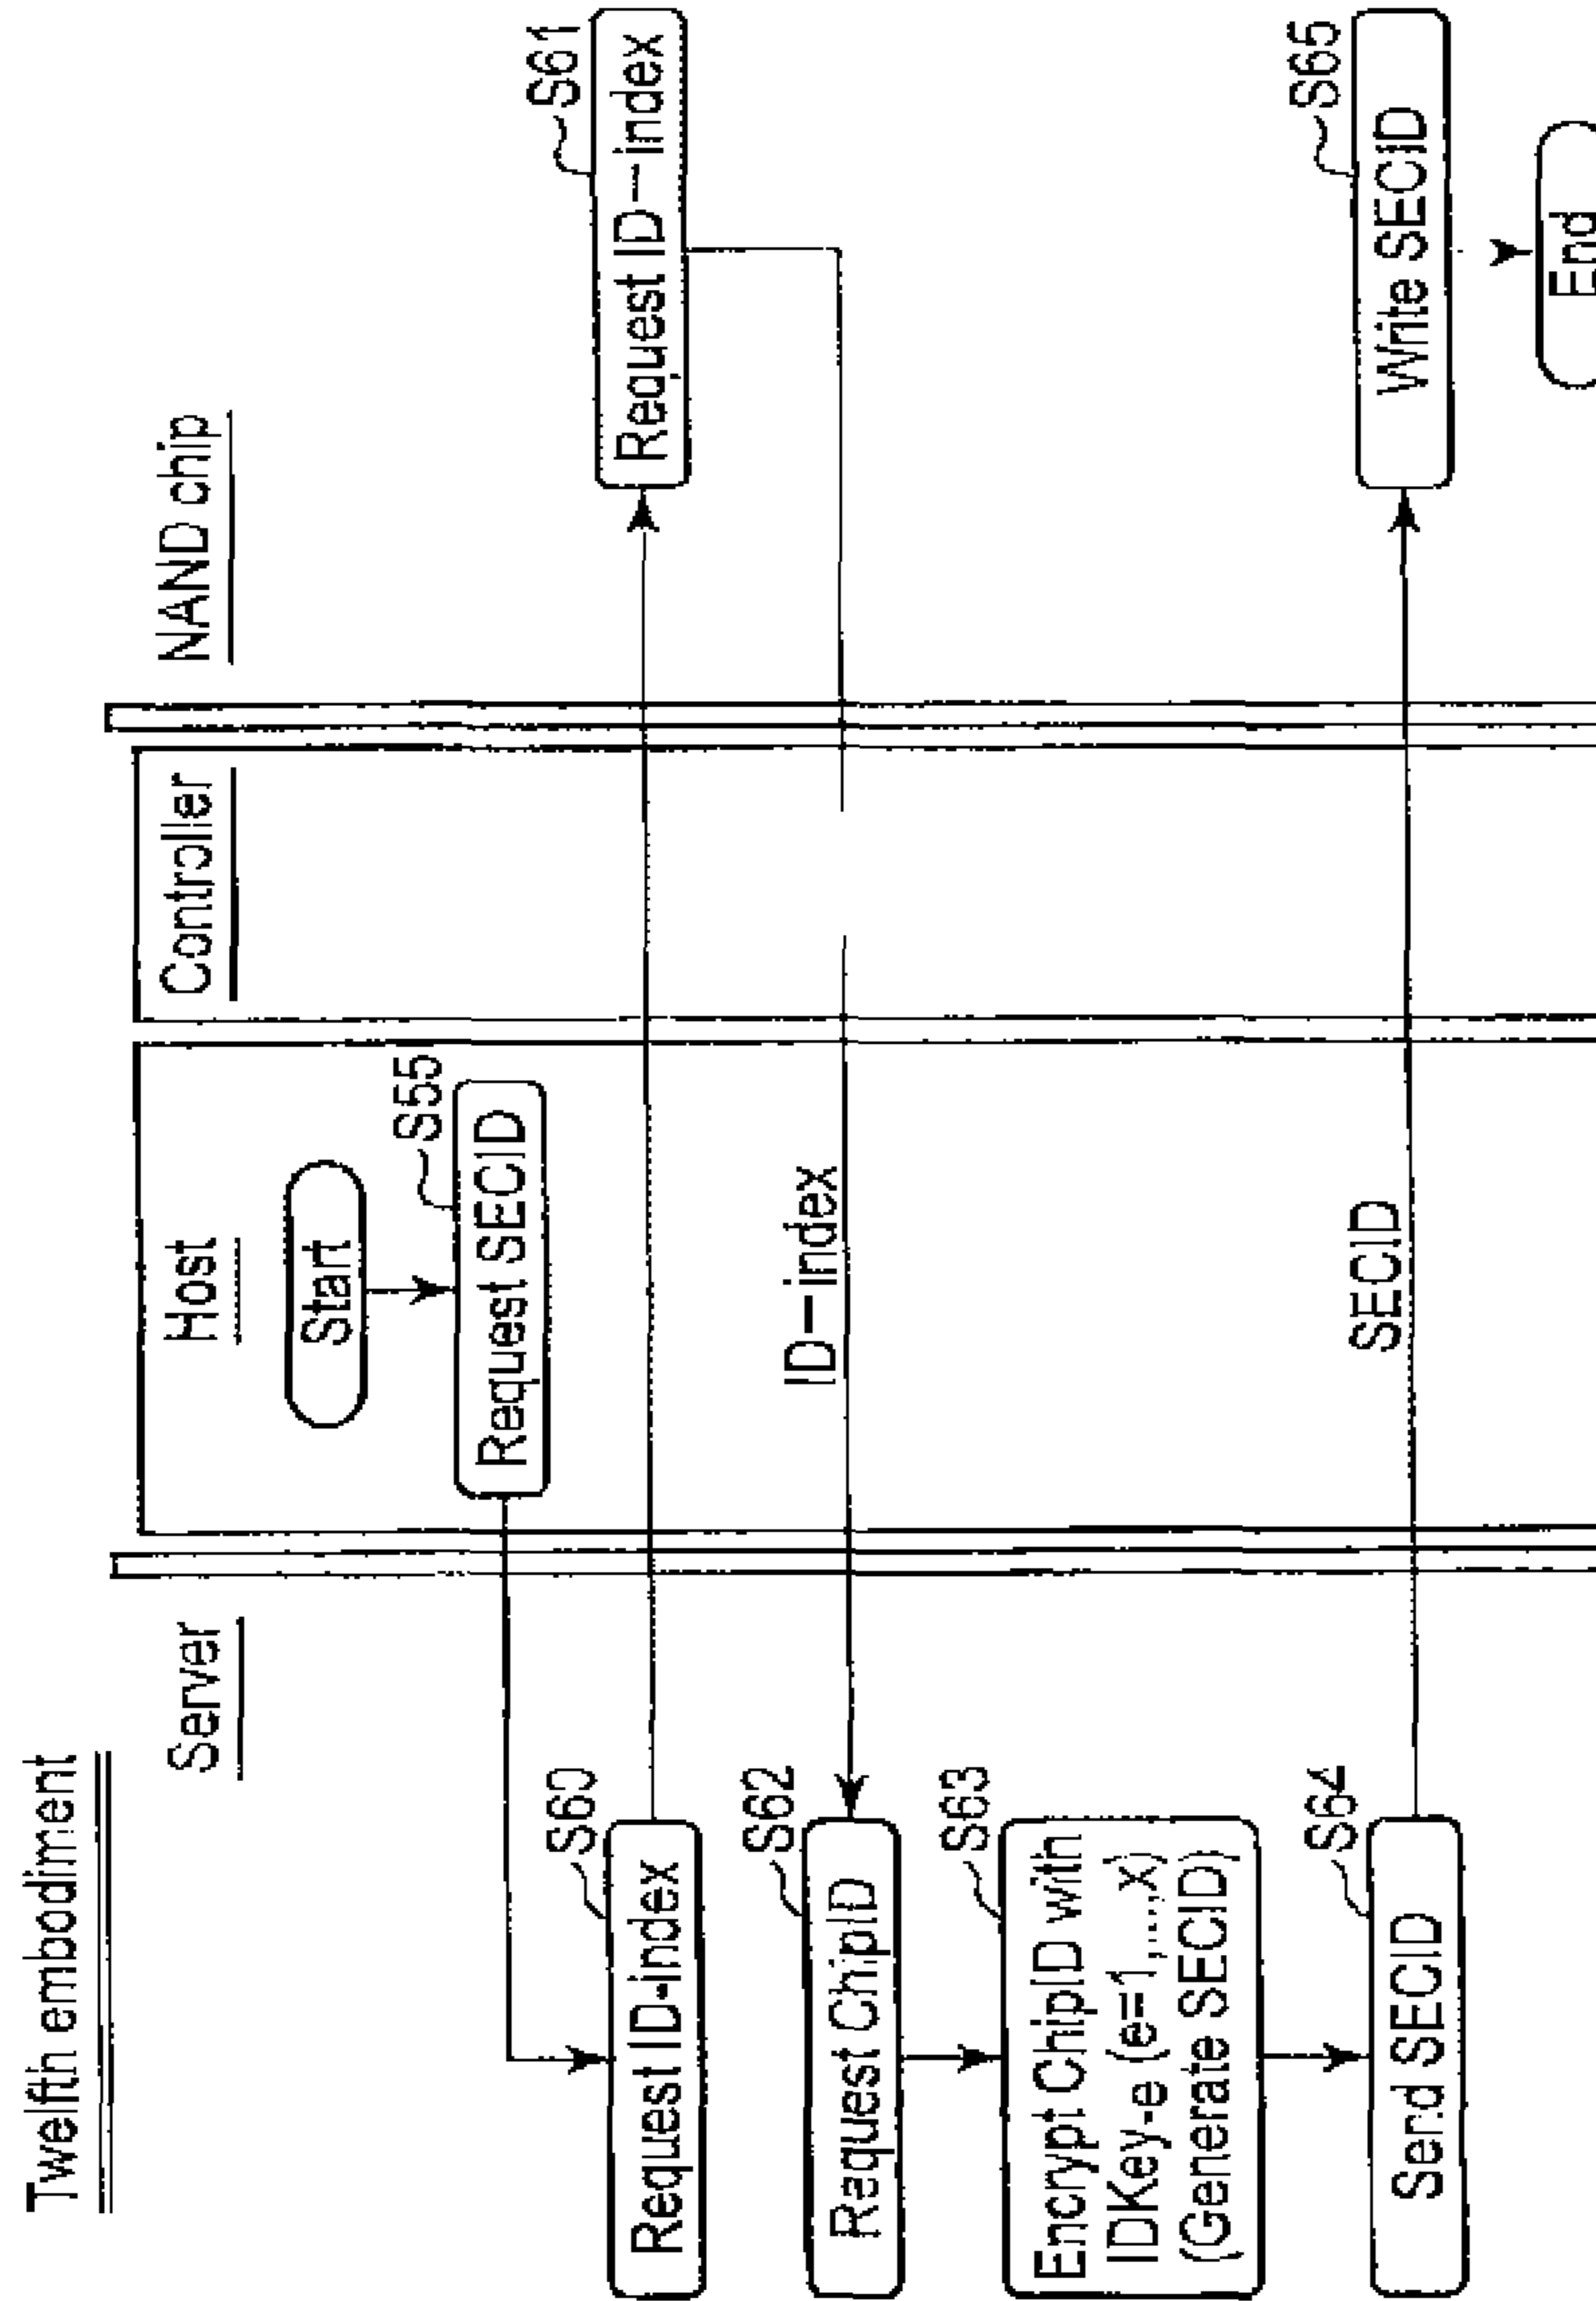 Twelfth embodiment
Server
Host
Controller
NAND chip
Start
S55
Request SECID
S60
Request ID-index
S61
Request ID-index
ID-index
S62
Request ChipID
S63
Encrypt ChipID with
IDKey-e (e=1,...,x)
(Generate SECID)
S64
Send SECID
SECID
S65
Write SECID
End